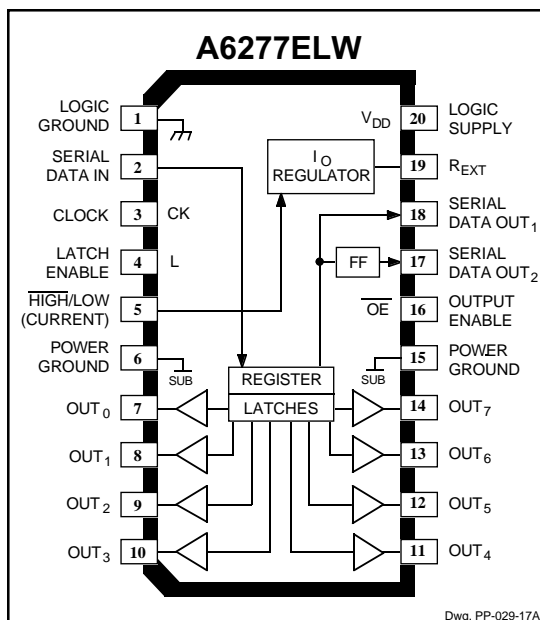 A6277ELW
LOGIC
GROUND
1
SERIAL
DATA IN
2
CLOCK
3
CK
LATCH
ENABLE
4
L
HIGH/LOW
(CURRENT)
5
POWER
GROUND
6
SUB
OUT0
7
OUT1
8
OUT2
9
OUT3
10
IO
REGULATOR
FF
REGISTER
LATCHES
VDD
20
LOGIC
SUPPLY
19
REXT
18
SERIAL
DATA OUT1
17
SERIAL
DATA OUT2
OE
16
OUTPUT
ENABLE
SUB
15
POWER
GROUND
14
OUT7
13
OUT6
12
OUT5
11
OUT4
Dwg. PP-029-17A